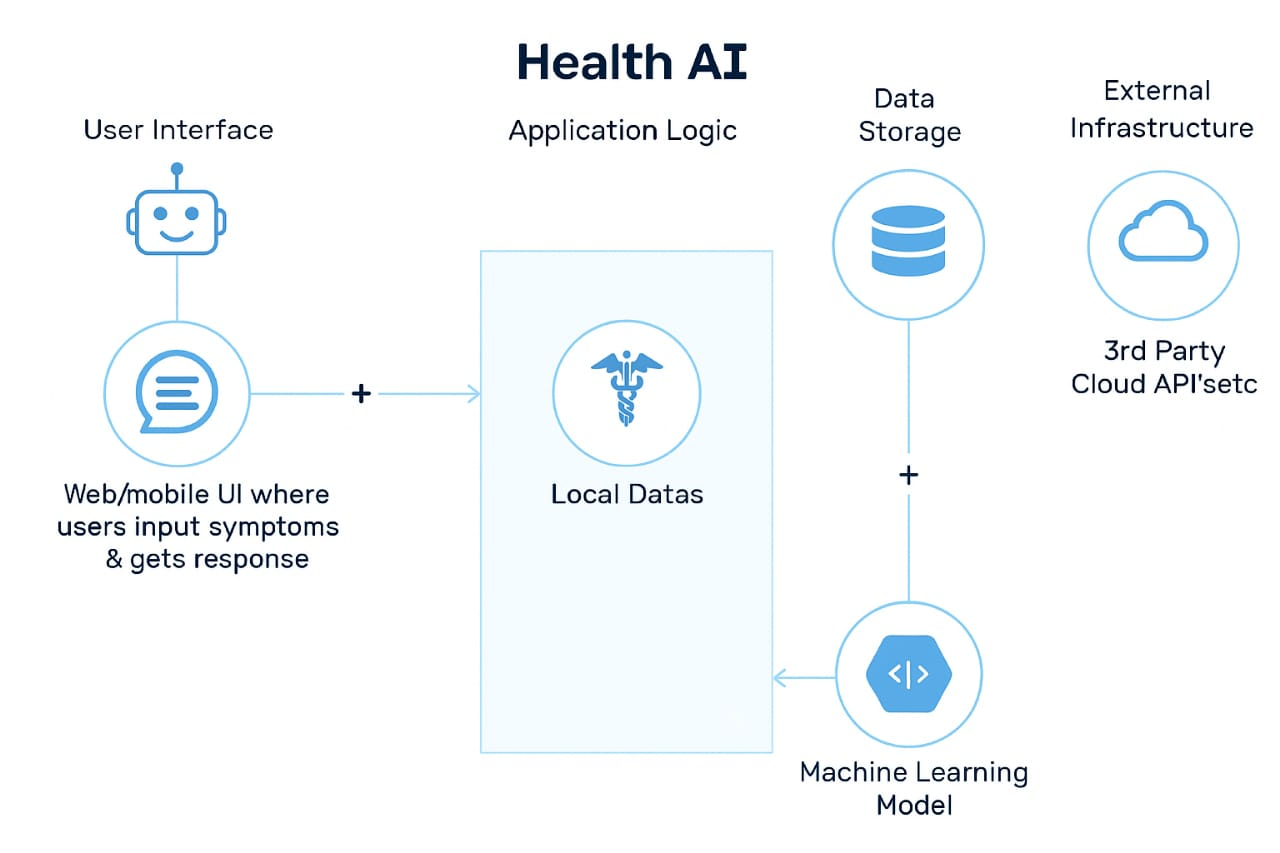 Health AI
User Interface
Application Logic
Data
Storage
External
Infrastructure
+
Web/mobile UI where
users input symptoms
& gets response
Local Datas
+
3rd Party
Cloud API'setc
<|>
Machine Learning
Model